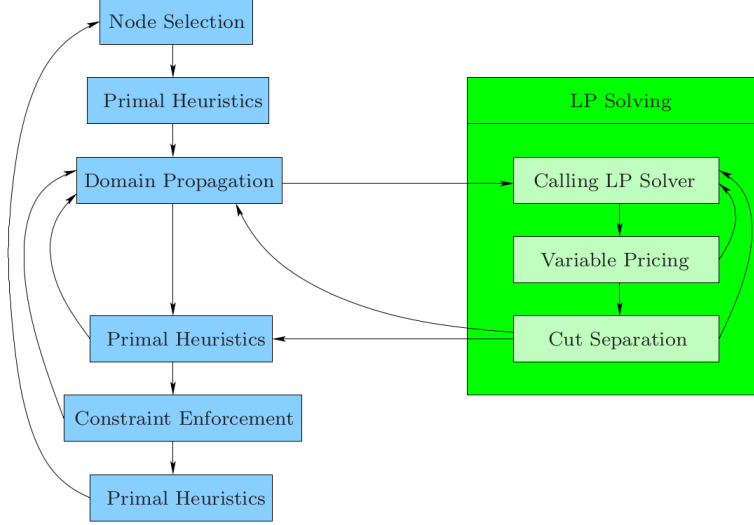 Node Selection
Primal Heuristics
LP Solving
Domain Propagation
Calling LP Solver
Variable Pricing
Primal Heuristics
Cut Separation
Constraint Enforcement
Primal Heuristics